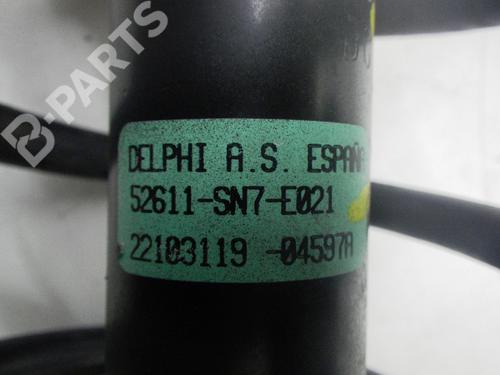 B-PARTS
DELPHI A.S. ESPAÑA
52611-SN7-E021
22103119 -04597A